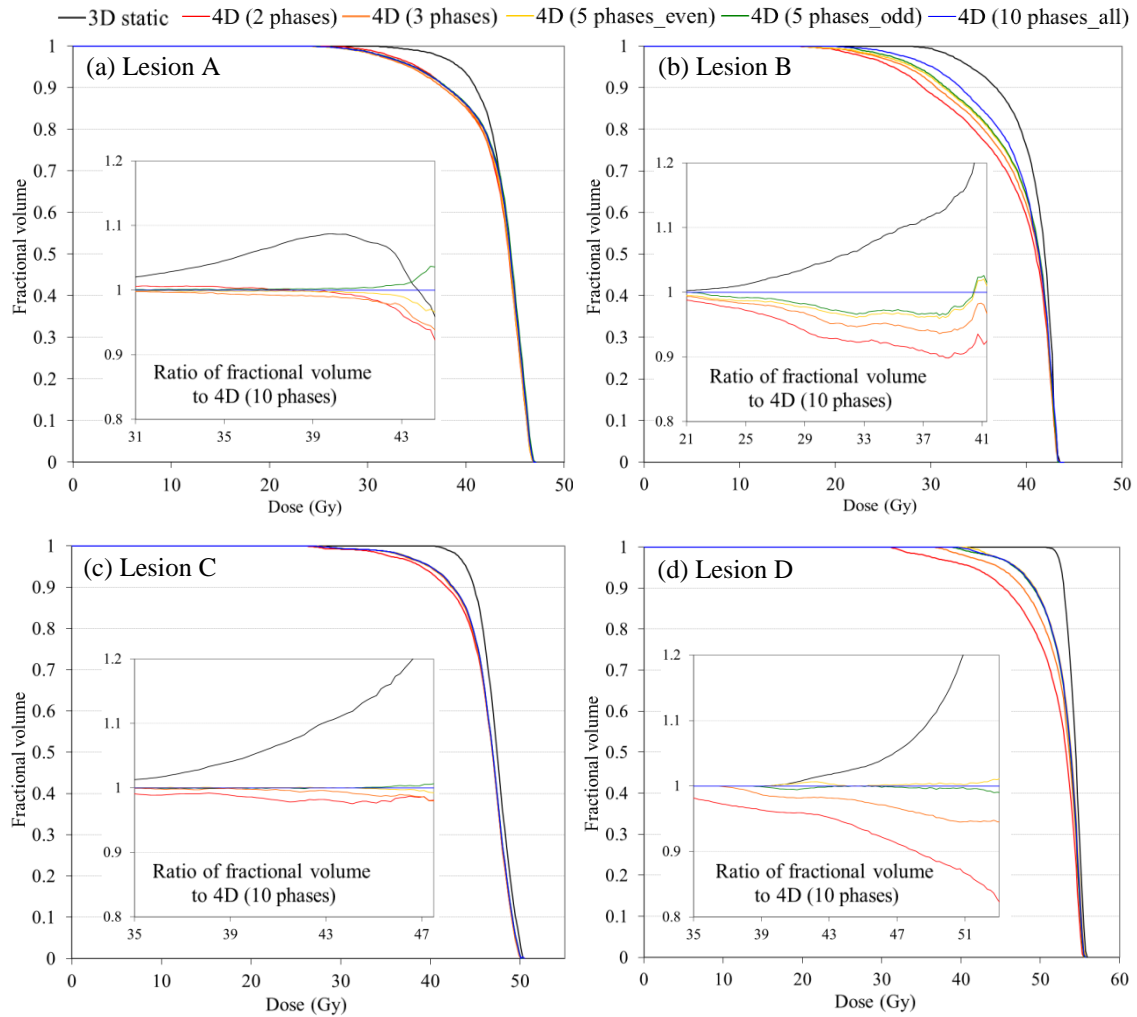 3D static 4D (2 phases) 4D (3 phases) 4D (5 phases_even) 4D (5 phases_odd) 4D (10 phases_all)
(a) Lesion A
Fractional volume
1
0.9
0.8
0.7
0.6
0.5
0.4
0.3
0.2
0.1
0
0 10 20 30 40 50
Dose (Gy)
1.2
1.1
1
0.9
0.8
31 35 39 43
Ratio of fractional volume
to 4D (10 phases)
(b) Lesion B
Fractional volume
1
0.9
0.8
0.7
0.6
0.5
0.4
0.3
0.2
0.1
0
0 10 20 30 40 50
Dose (Gy)
1.2
1.1
1
0.9
0.8
21 25 29 33 37 41
Ratio of fractional volume
to 4D (10 phases)
(c) Lesion C
Fractional volume
1
0.9
0.8
0.7
0.6
0.5
0.4
0.3
0.2
0.1
0
0 10 20 30 40 50
Dose (Gy)
1.2
1.1
1
0.9
0.8
35 39 43 47
Ratio of fractional volume
to 4D (10 phases)
(d) Lesion D
Fractional volume
1
0.9
0.8
0.7
0.6
0.5
0.4
0.3
0.2
0.1
0
0 10 20 30 40 50 60
Dose (Gy)
1.2
1.1
1
0.9
0.8
35 39 43 47 51
Ratio of fractional volume
to 4D (10 phases)